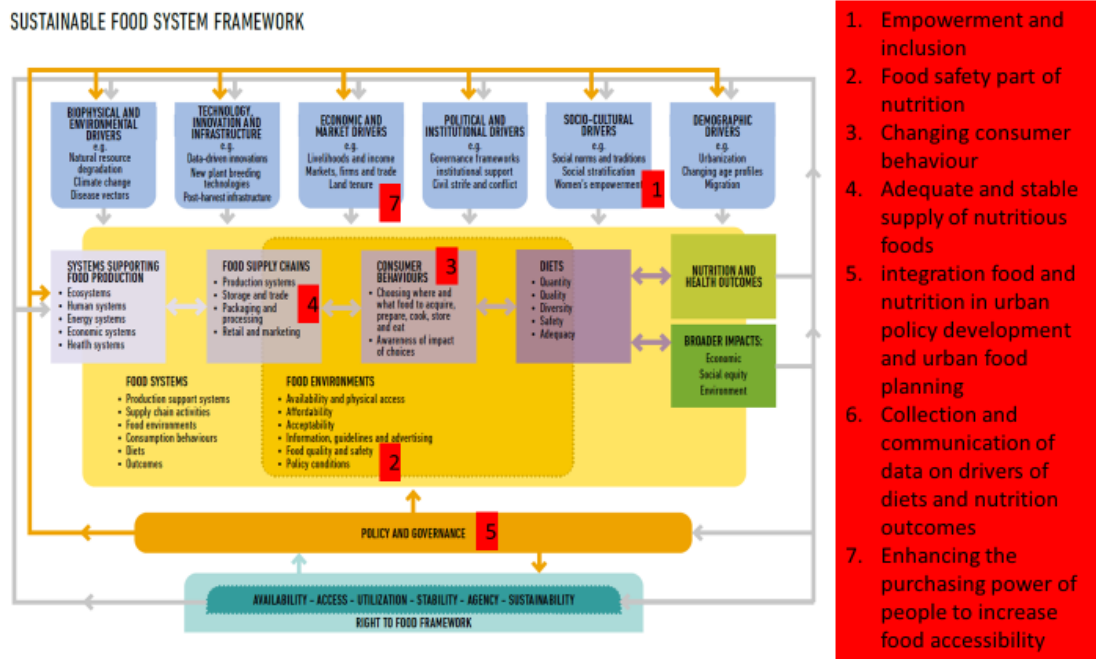 SUSTAINABLE FOOD SYSTEM FRAMEWORK
BIOPHYSICAL AND
ENVIRONMENTAL
DRIVERS
e.g.
Natural resource
degradation
Climate change
Disease vectors
TECHNOLOGY,
INNOVATION AND
INFRASTRUCTURE
e.g.
Data-driven innovations
New plant breeding
technologies
Post-harvest infrastructure
ECONOMIC AND
MARKET DRIVERS
e.g.
Livelihoods and income
Markets, firms and trade
Land tenure
7
POLITICAL AND
INSTITUTIONAL DRIVERS
e.g.
Governance frameworks
institutional support
Civil strife and conflict
SOCIO-CULTURAL
DRIVERS
e.g.
Social norms and traditions
Social stratification
Women's empowerment
1
DEMOGRAPHIC
DRIVERS
e.g.
Urbanization
Changing age profiles
Migration
SYSTEMS SUPPORTING
FOOD PRODUCTION
• Ecosystems
• Human systems
• Energy systems
• Economic systems
• Health systems
FOOD SUPPLY CHAINS
• Production systems
• Storage and trade
• Packaging and
processing
• Retail and marketing
4
CONSUMER
BEHAVIOURS
• Choosing where and
what food to acquire,
prepare, cook, store
and eat
• Awareness of impact
of choices
3
DIETS
• Quantity
• Quality
• Diversity
• Safety
• Adequacy
NUTRITION AND
HEALTH OUTCOMES
BROADER IMPACTS:
Economic
Social equity
Environment
FOOD SYSTEMS
• Production support systems
• Supply chain activities
• Food environments
• Consumption behaviours
• Diets
• Outcomes
FOOD ENVIRONMENTS
• Availability and physical access
• Affordability
• Acceptability
• Information, guidelines and advertising
• Food quality and safety
• Policy conditions
2
POLICY AND GOVERNANCE
5
AVAILABILITY – ACCESS – UTILIZATION – STABILITY – AGENCY – SUSTAINABILITY
RIGHT TO FOOD FRAMEWORK
1. Empowerment and
inclusion
2. Food safety part of
nutrition
3. Changing consumer
behaviour
4. Adequate and stable
supply of nutritious
foods
5. integration food and
nutrition in urban
policy development
and urban food
planning
6. Collection and
communication of
data on drivers of
diets and nutrition
outcomes
7. Enhancing the
purchasing power of
people to increase
food accessibility